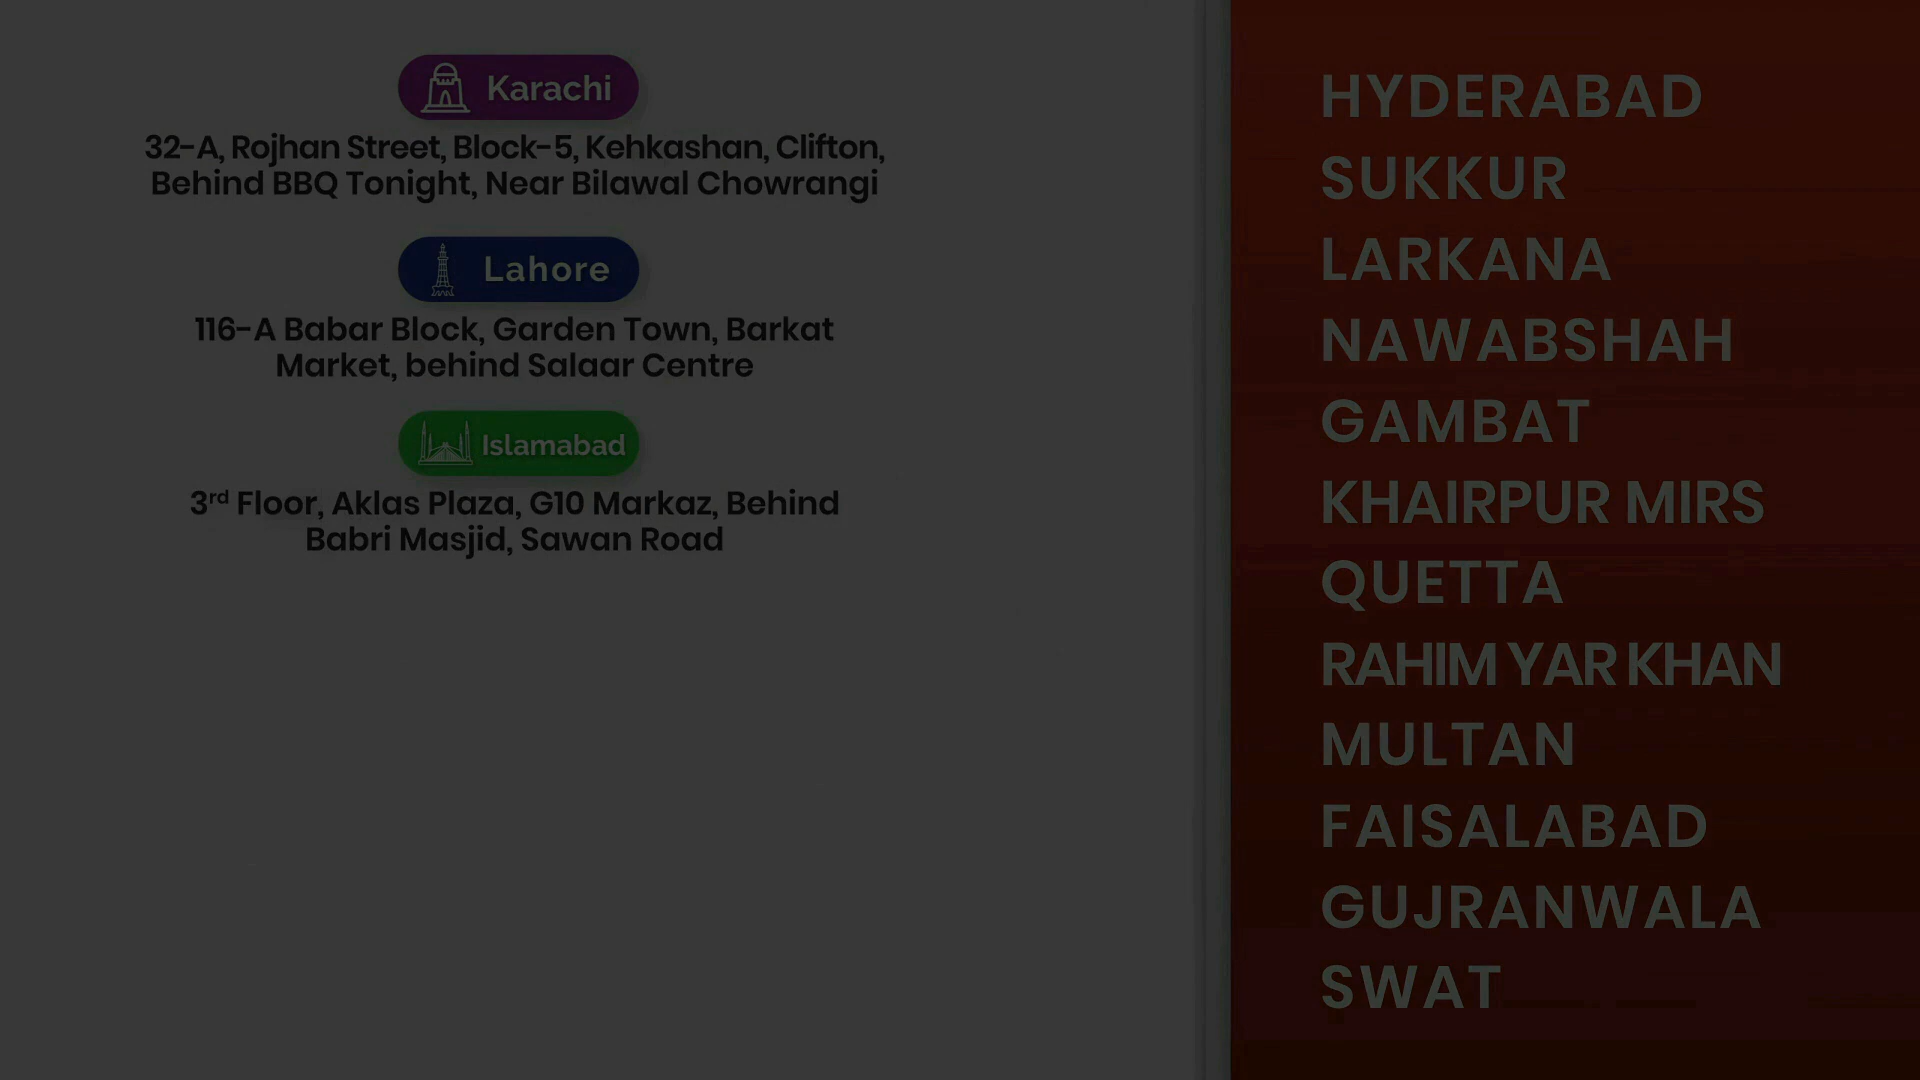 Karachi
32-A, Rojhan Street, Block-5, Kehkashan, Clifton,
Behind BBQ Tonight, Near Bilawal Chowrangi
Lahore
116-A Babar Block, Garden Town, Barkat
Market, behind Salaar Centre
Islamabad
3rd Floor, Aklas Plaza, G10 Markaz, Behind
Babri Masjid, Sawan Road
HYDERABAD
SUKKUR
LARKANA
NAWABSHAH
GAMBAT
KHAIRPUR MIRS
QUETTA
RAHIM YAR KHAN
MULTAN
FAISALABAD
GUJRANWALA
SWAT